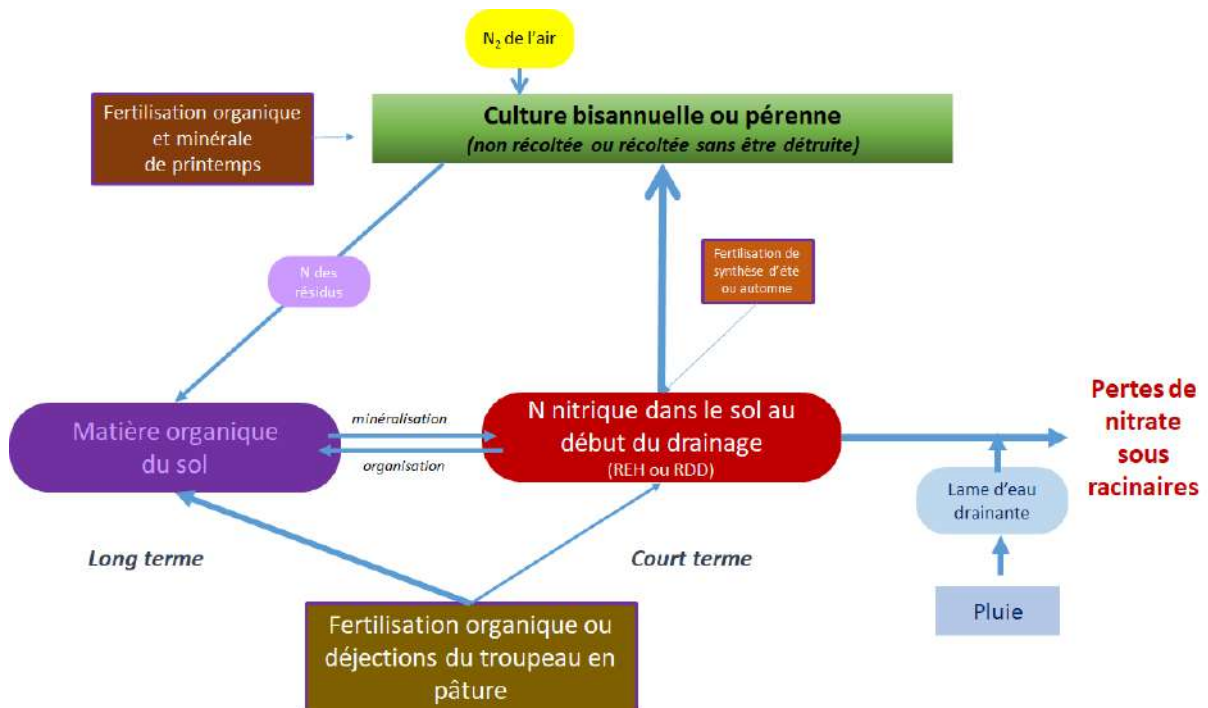 N₂ de l'air
Fertilisation organique
et minérale
de printemps
Culture bisannuelle ou pérenne
(non récoltée ou récoltée sans être détruite)
N des
résidus
Fertilisation de
synthèse d'été
ou automne
Matière organique
du sol
minéralisation
organisation
N nitrique dans le sol au
début du drainage
(REH ou RDD)
Pertes de
nitrate
sous
racinaires
Lame d'eau
drainante
Long terme
Court terme
Pluie
Fertilisation organique ou
déjections du troupeau en
pâture